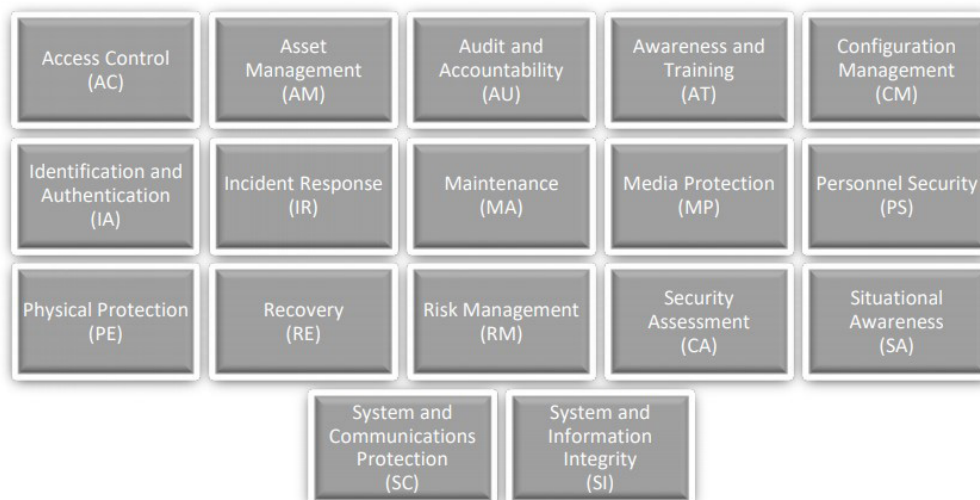 Access Control
(AC)
Asset
Management
(AM)
Audit and
Accountability
(AU)
Awareness and
Training
(AT)
Configuration
Management
(CM)
Identification and
Authentication
(IA)
Incident Response
(IR)
Maintenance
(MA)
Media Protection
(MP)
Personnel Security
(PS)
Physical Protection
(PE)
Recovery
(RE)
Risk Management
(RM)
Security
Assessment
(CA)
Situational
Awareness
(SA)
System and
Communications
Protection
(SC)
System and
Information
Integrity
(SI)